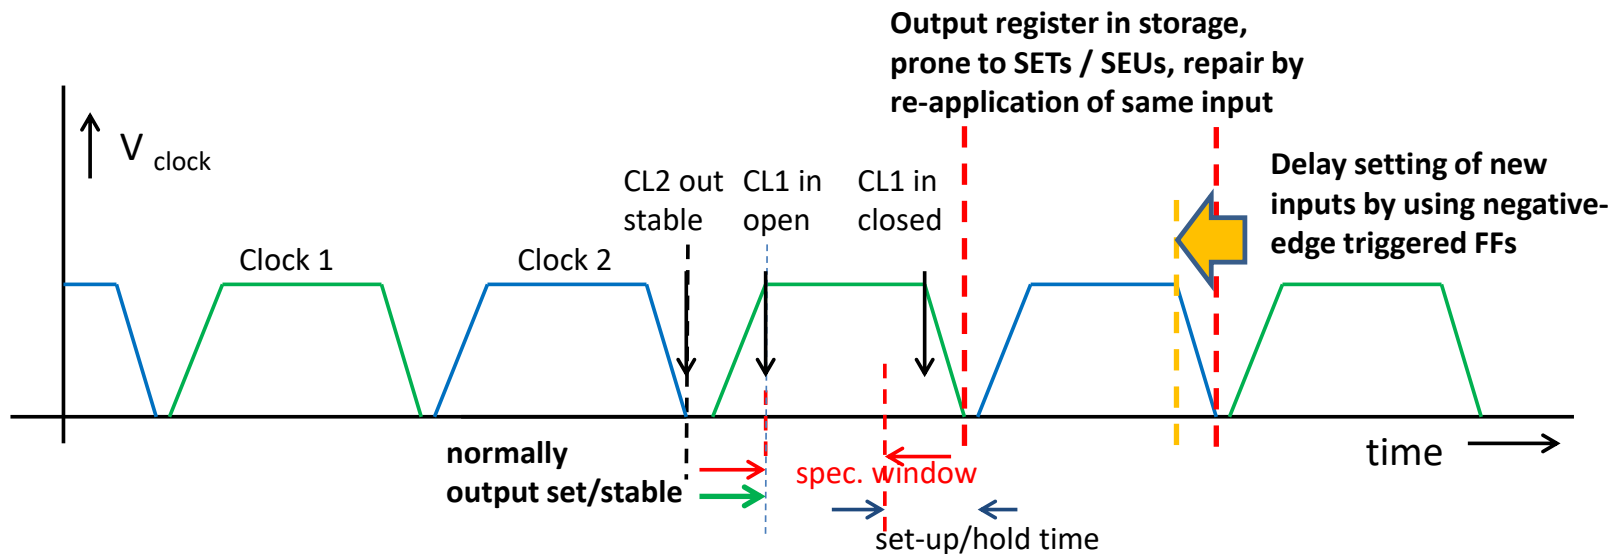 Output register in storage,
prone to SETs / SEUs, repair by
re-application of same input
V clock
CL2 out
stable
CL1 in
open
CL1 in
closed
Delay setting of new
inputs by using negative-
edge triggered FFs
Clock 1
Clock 2
normally
output set/stable
spec. window
set-up/hold time
time